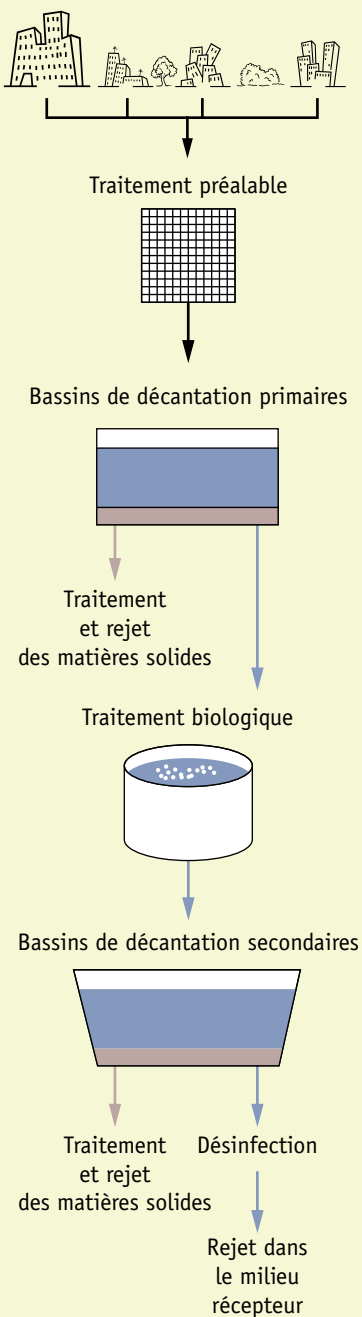 Traitement préalable
Bassins de décantation primaires
Traitement
et rejet
des matières solides
Traitement biologique
Bassins de décantation secondaires
Traitement
et rejet
des matières solides
Désinfection
Rejet dans
le milieu
récepteur